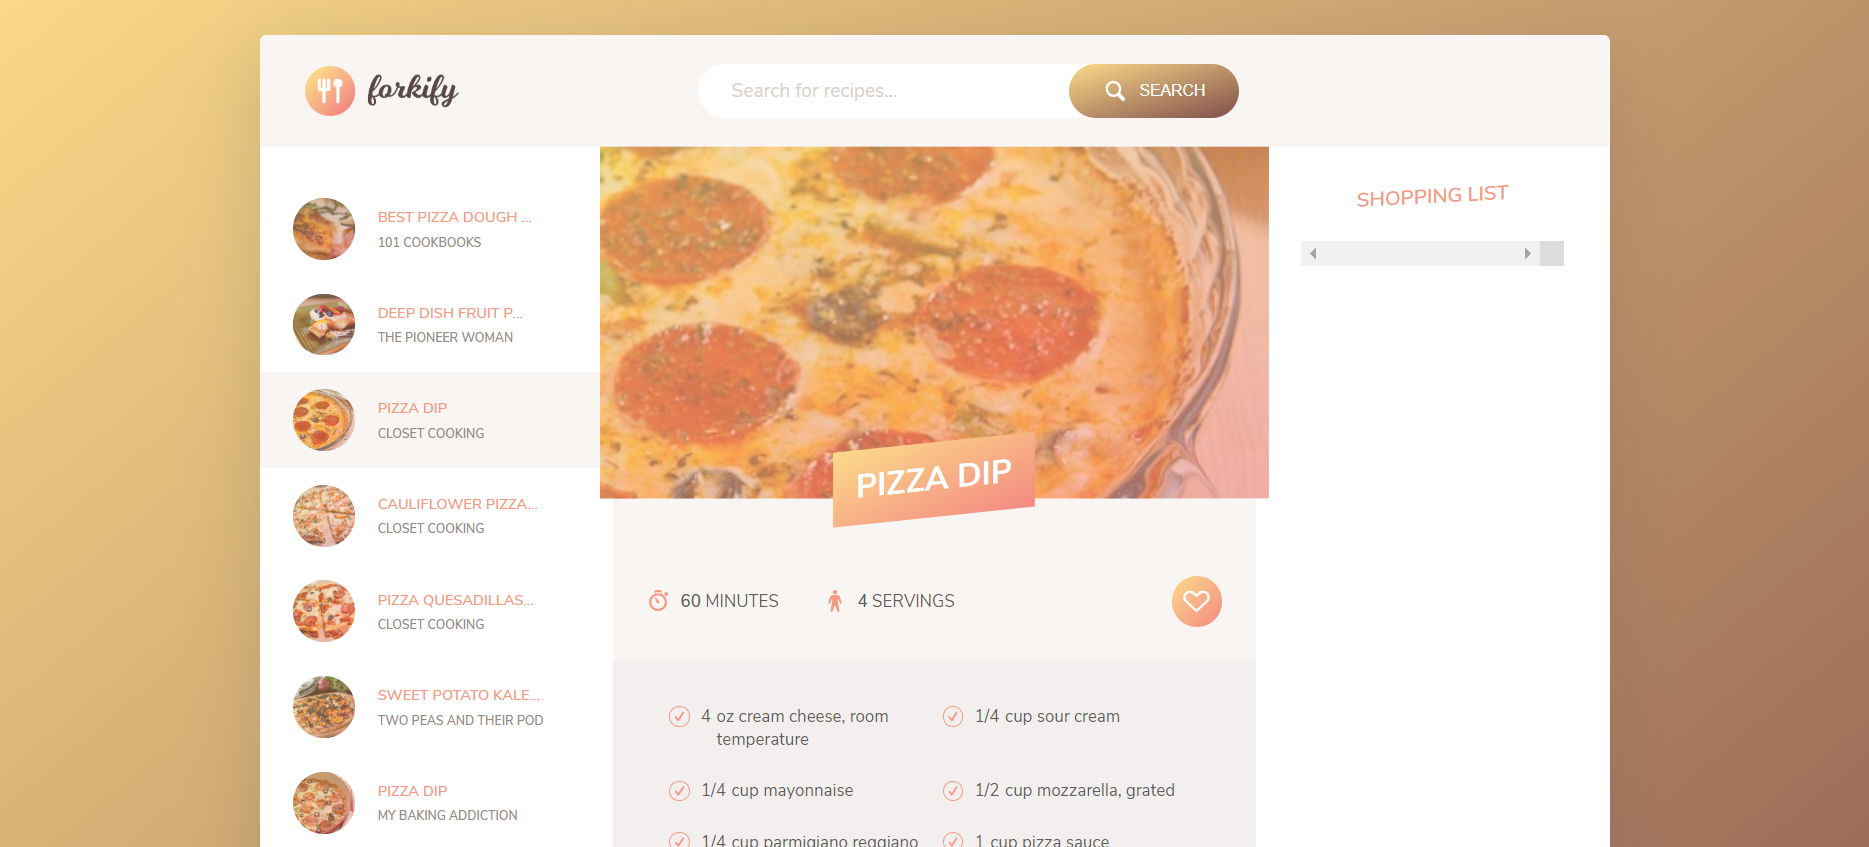 forkify
Search for recipes...
SEARCH
BEST PIZZA DOUGH ...
101 COOKBOOKS
DEEP DISH FRUIT P...
THE PIONEER WOMAN
PIZZA DIP
CLOSET COOKING
CAULIFLOWER PIZZA...
CLOSET COOKING
PIZZA QUESADILLAS...
CLOSET COOKING
SWEET POTATO KALE...
TWO PEAS AND THEIR POD
PIZZA DIP
MY BAKING ADDICTION
PIZZA DIP
60 MINUTES
4 SERVINGS
4 oz cream cheese, room
temperature
1/4 cup sour cream
1/4 cup mayonnaise
1/2 cup mozzarella, grated
1/4 cup parmigiano reggiano
1 cup pizza sauce
SHOPPING LIST